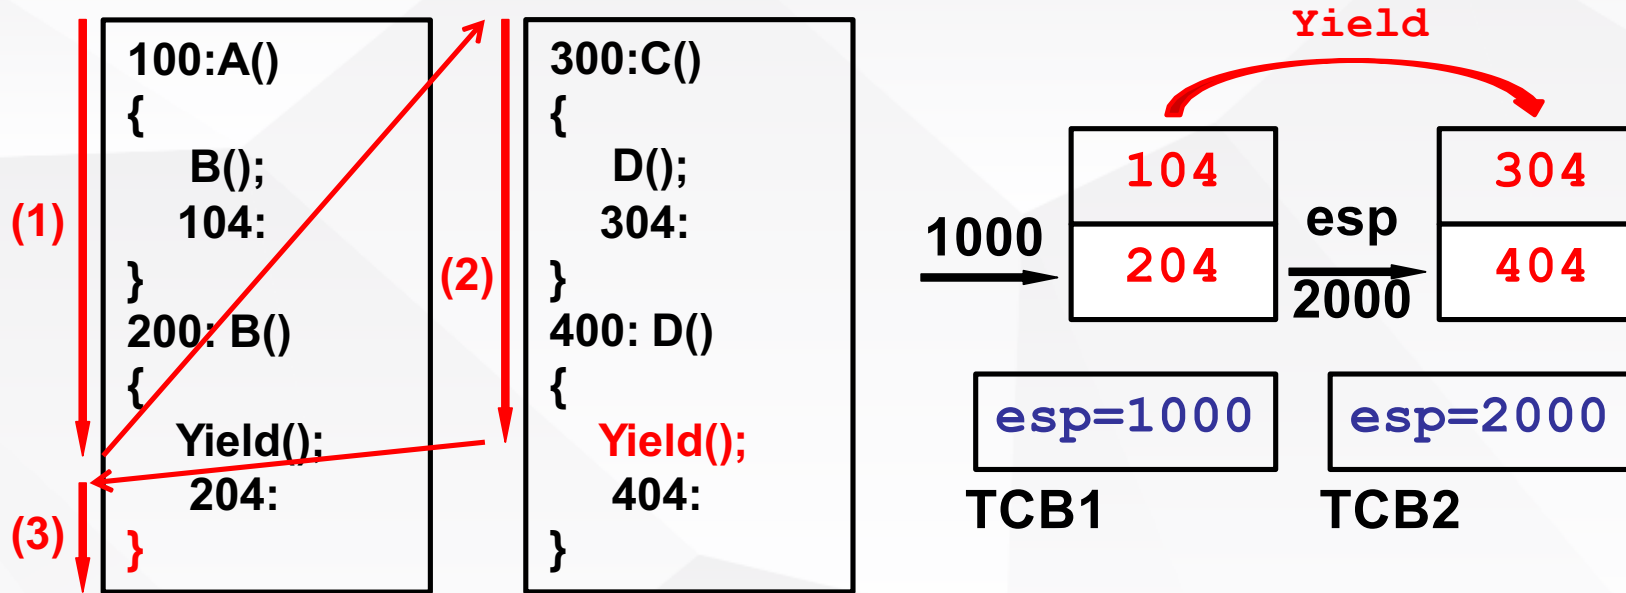 100:A()
{
B();
104:
}
200: B()
{
Yield();
204:
}
(1)
(3)
300:C()
{
D();
304:
}
400: D()
{
Yield();
404:
}
(2)
Yield
1000
104
204
esp
2000
304
404
esp=1000
TCB1
esp=2000
TCB2